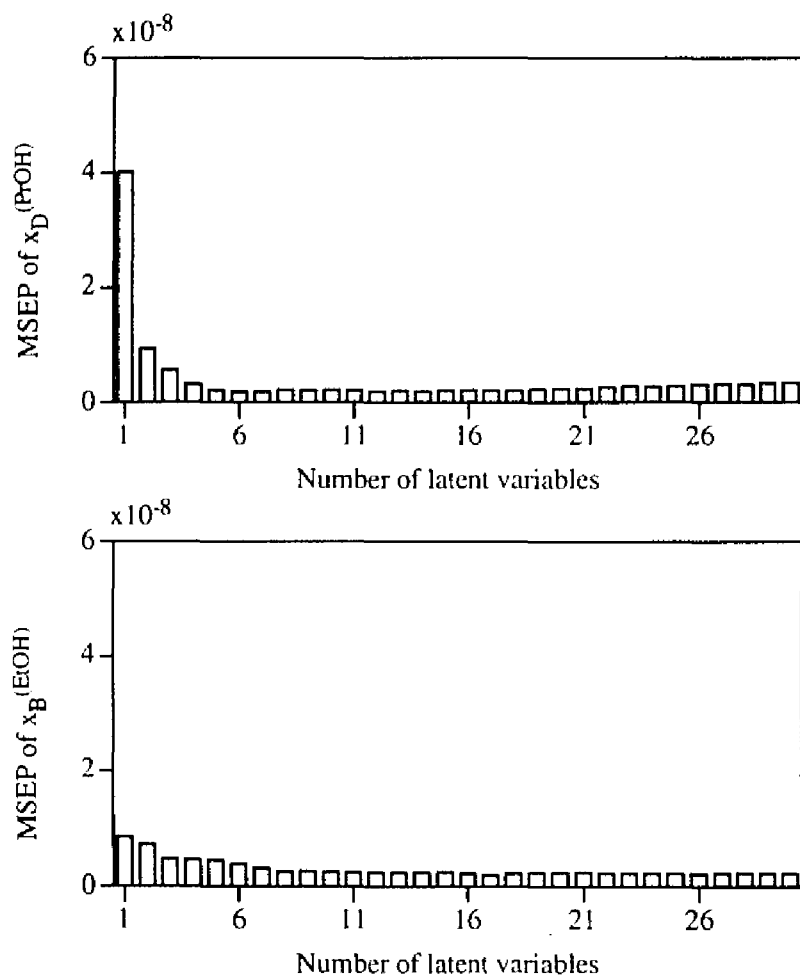 x10-8
6
4
2
0
MSEP of xD(PrOH)
1 6 11 16 21 26
Number of latent variables
x10-8
6
4
2
0
MSEP of xB(EtOH)
1 6 11 16 21 26
Number of latent variables